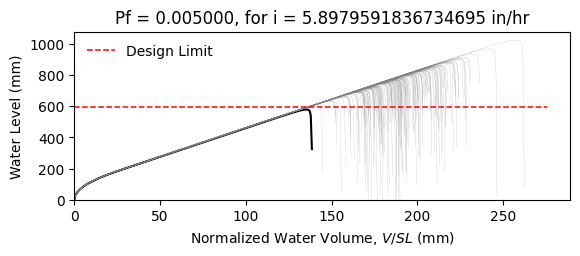 Pf = 0.005000, for i = 5.8979591836734695 in/hr
Water Level (mm)
1000
800
600
400
200
0
Design Limit
0 50 100 150 200 250
Normalized Water Volume, V/SL (mm)